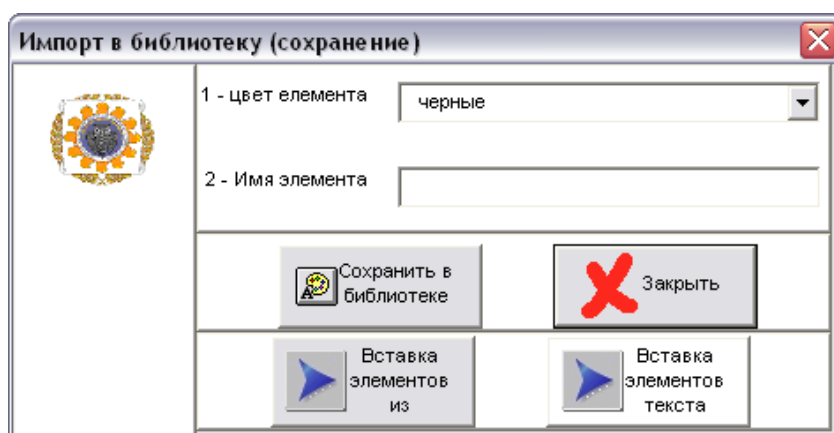 Импорт в библиотеку (сохранение)
1 - цвет елемента
черные
2 - Имя элемента
Сохранить в
библиотеке
Закрыть
Вставка
элементов
из
Вставка
элементов
текста